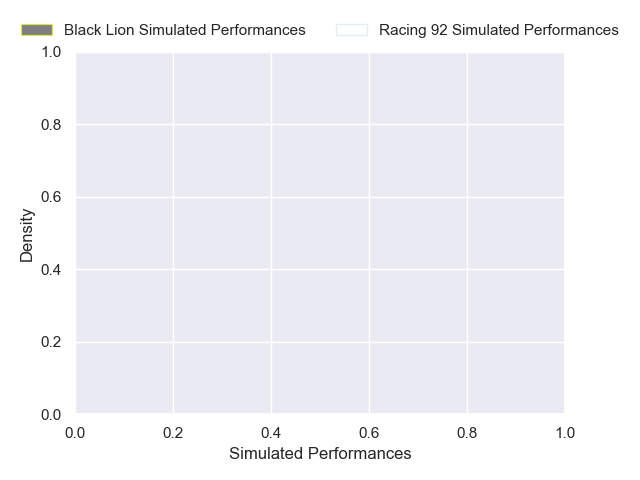 Black Lion Simulated Performances Racing 92 Simulated Performances
1.0
0.8
0.6
0.4
0.2
0.0
Density
0.0 0.2 0.4 0.6 0.8 1.0
Simulated Performances